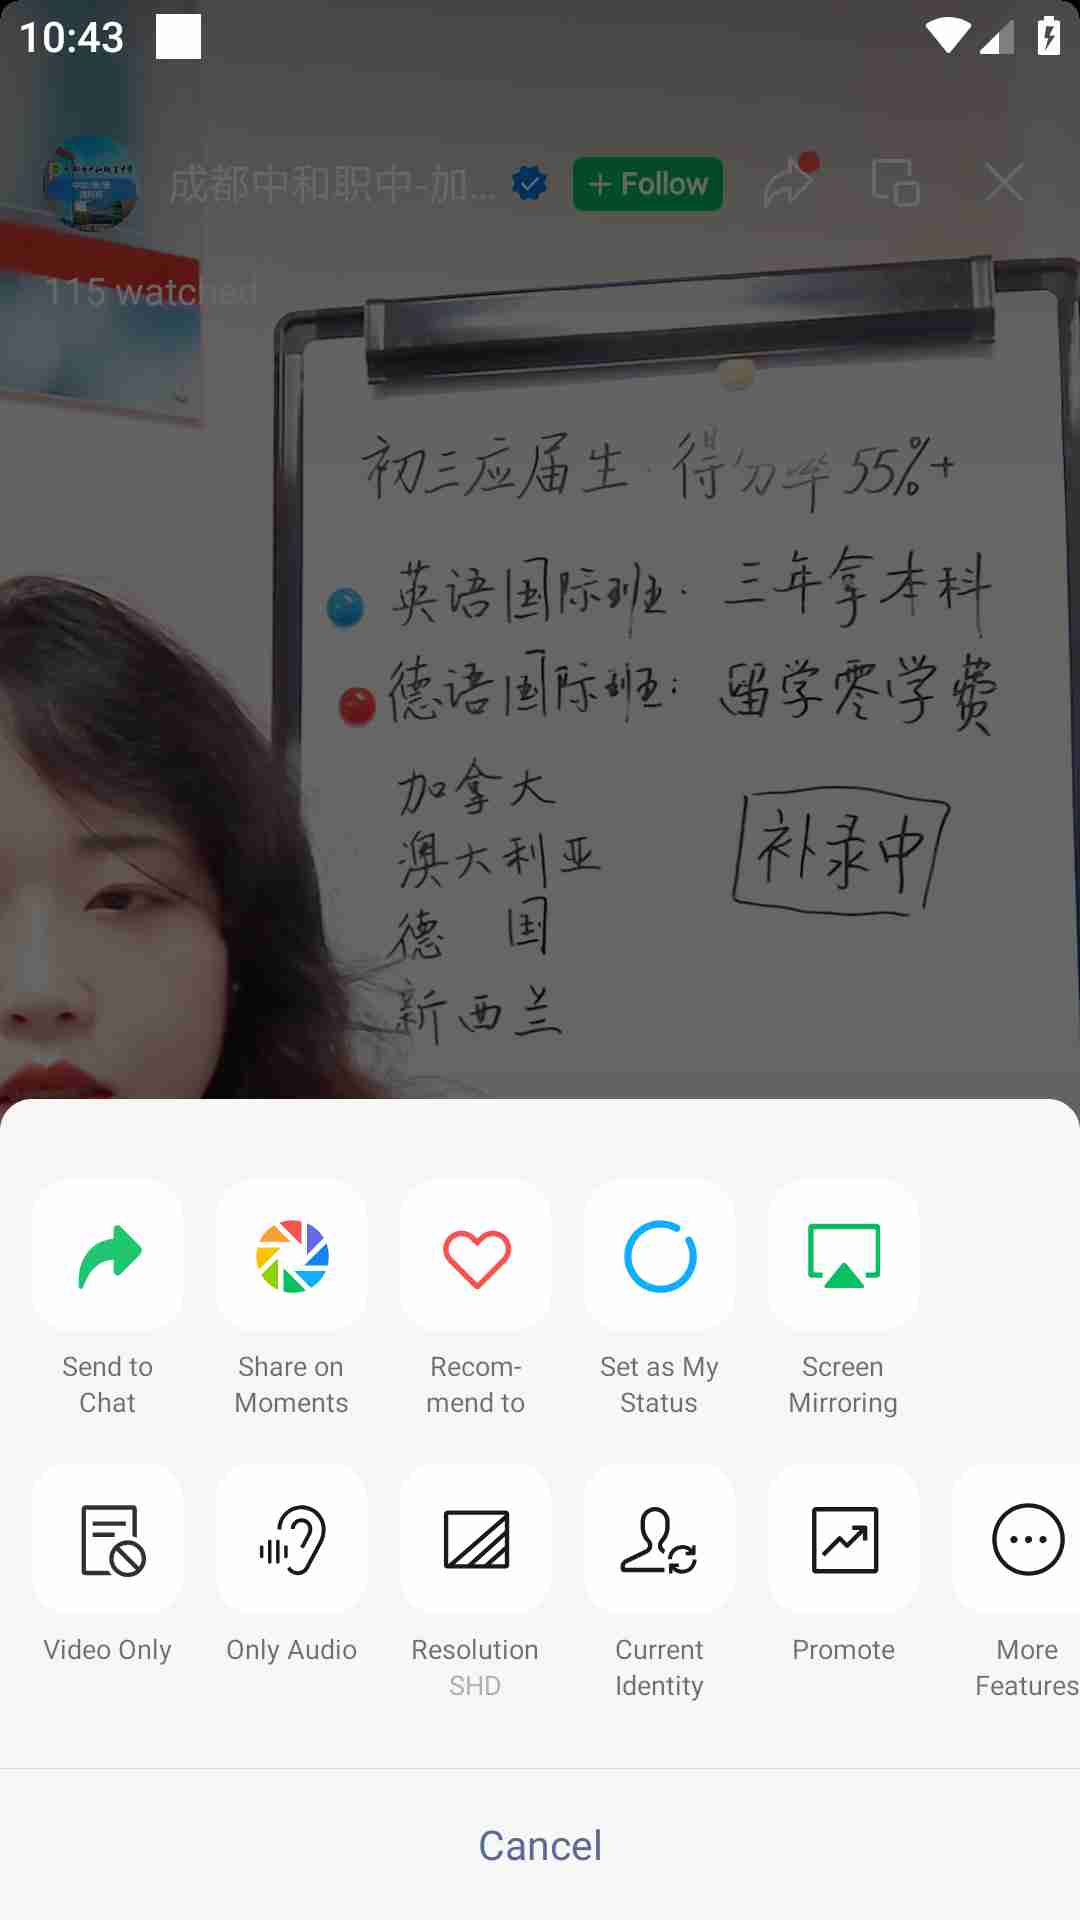 10:43
成都中和职中-加...
+ Follow
115 watched
初三应届生·得分率55%+
英语国际班·三年拿本科
德语国际班:留学零学费
加拿大
澳大利亚
补录中
德国
新西兰
Send to
Chat
Share on
Moments
Recom-
mend to
Set as My
Status
Screen
Mirroring
Video Only
Only Audio
Resolution
SHD
Current
Identity
Promote
More
Features
Cancel